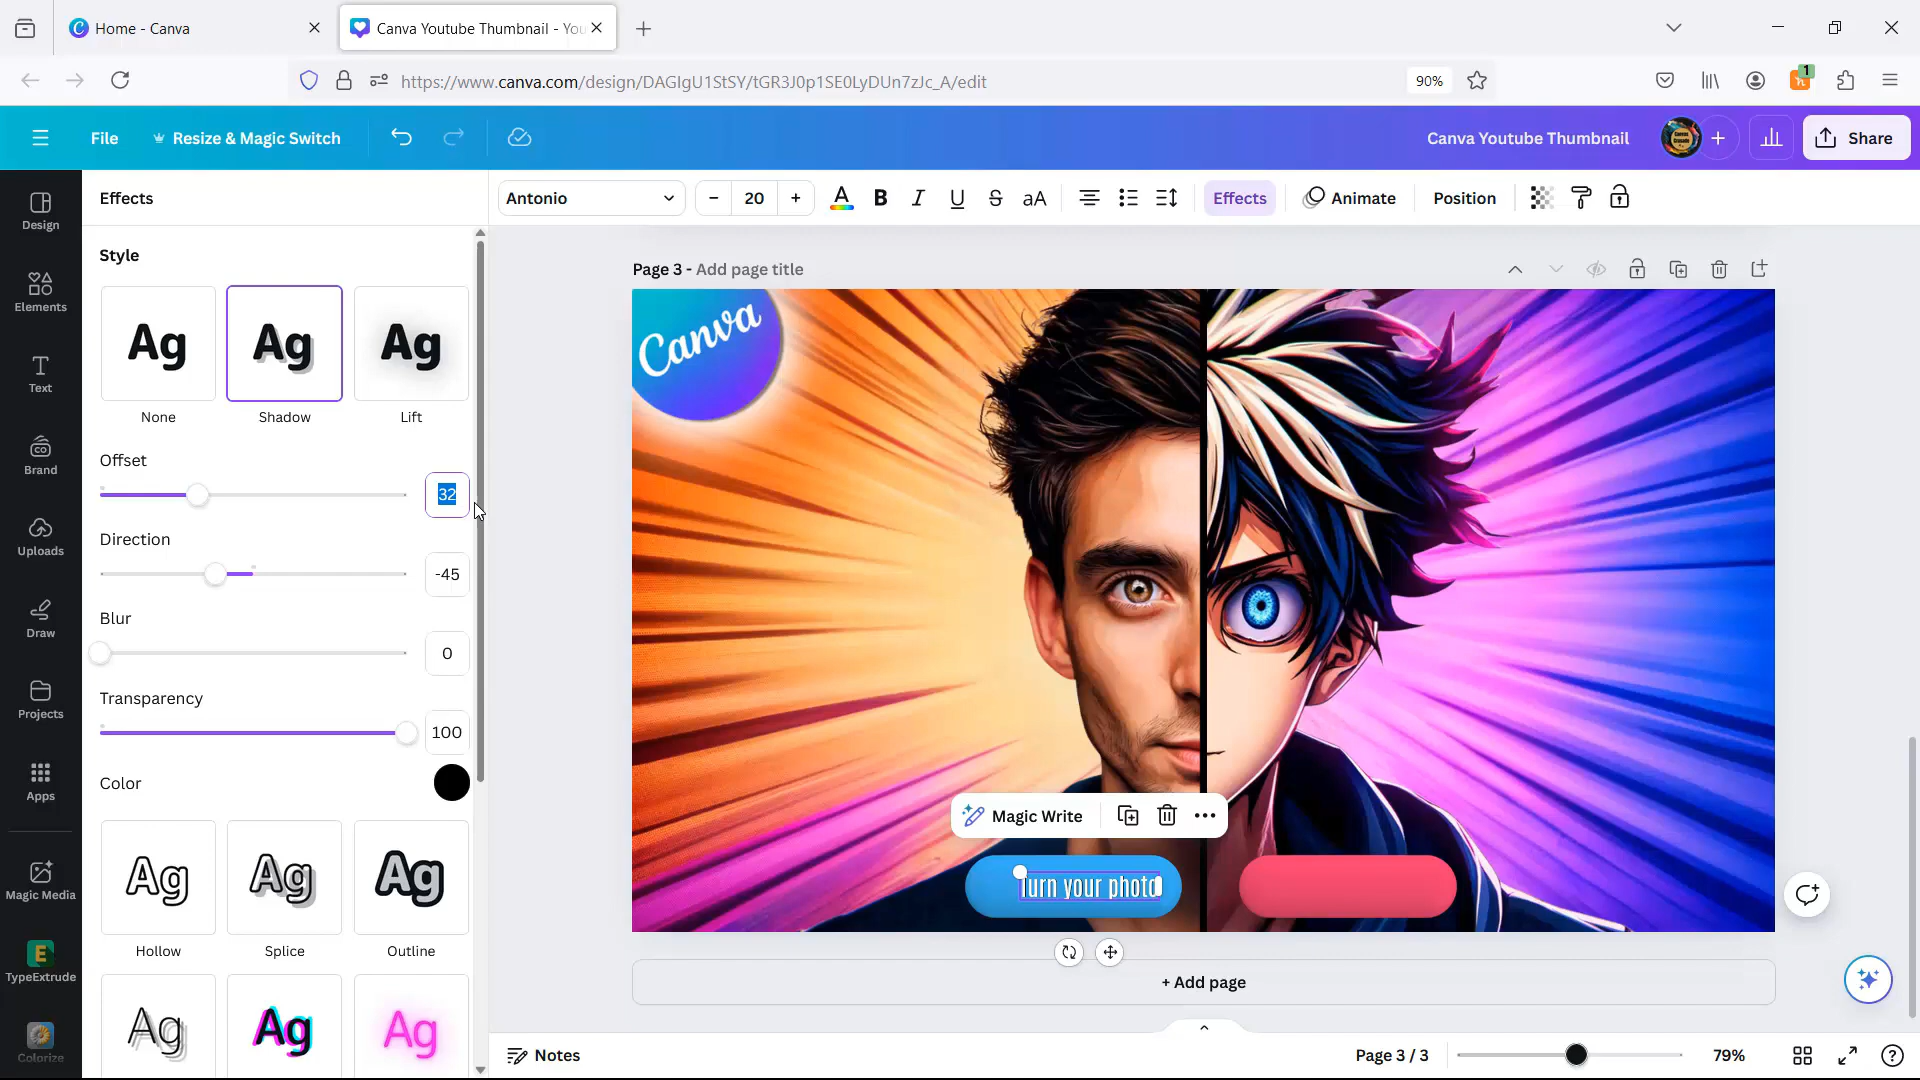 Home - Canva
Canva Youtube Thumbnail - You
https://www.canva.com/design/DAGIgU1StSY/tGR3J0p1SE0LyDUn7zJc_A/edit
90%
1
File
Resize & Magic Switch
Canva Youtube Thumbnail
Share
Design
Elements
Text
Brand
Uploads
Draw
Projects
Apps
Magic Media
TypeExtrude
Colorize
Effects
Style
Ag
Ag
Ag
None
Shadow
Lift
Offset
32
Direction
-45
Blur
0
Transparency
100
Color
Ag
Ag
Ag
Hollow
Splice
Outline
Ag
Ag
Ag
Antonio
20
A
B
I
U
S
aA
Effects
Animate
Position
Page 3 - Add page title
Canva
Magic Write
Turn your photo
+ Add page
Notes
Page 3 / 3
79%